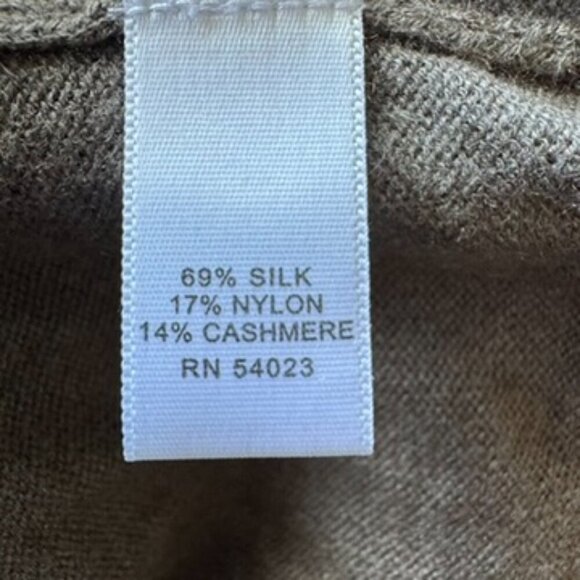 69% SILK
17% NYLON
14% CASHMERE
RN 54023